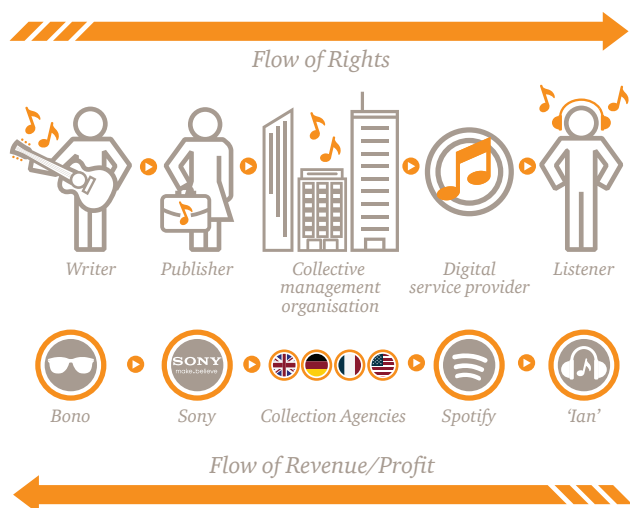 Flow of Rights
Writer
Publisher
Collective
management
organisation
Digital
service provider
Listener
SONY
make.believe
Bono
Sony
Collection Agencies
Spotify
‘Ian’
Flow of Revenue/Profit